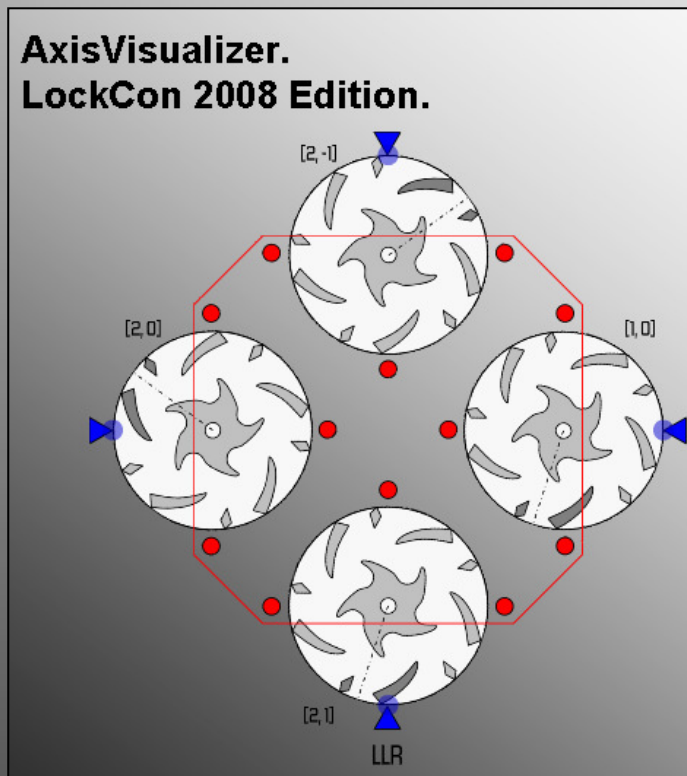 AxisVisualizer.
LockCon 2008 Edition.
[2,-1]
[2,0]
[1,0]
[2,1]
LLR